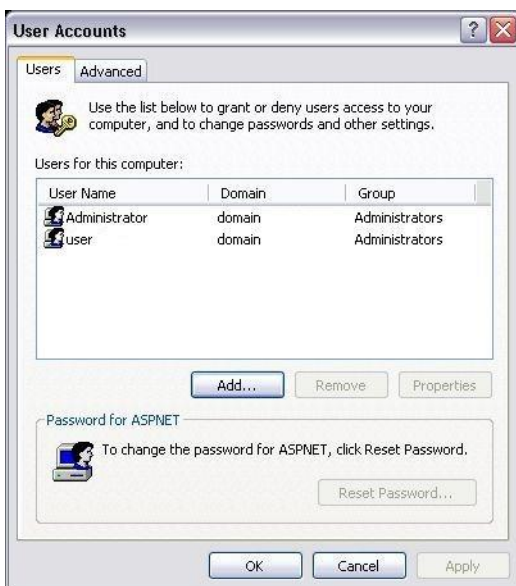 User Accounts
Users Advanced
Use the list below to grant or deny users access to your
computer, and to change passwords and other settings.
Users for this computer:
User Name Domain Group
Administrator domain Administrators
user domain Administrators
Add... Remove Properties
Password for ASPNET
To change the password for ASPNET, click Reset Password.
Reset Password...
OK Cancel Apply